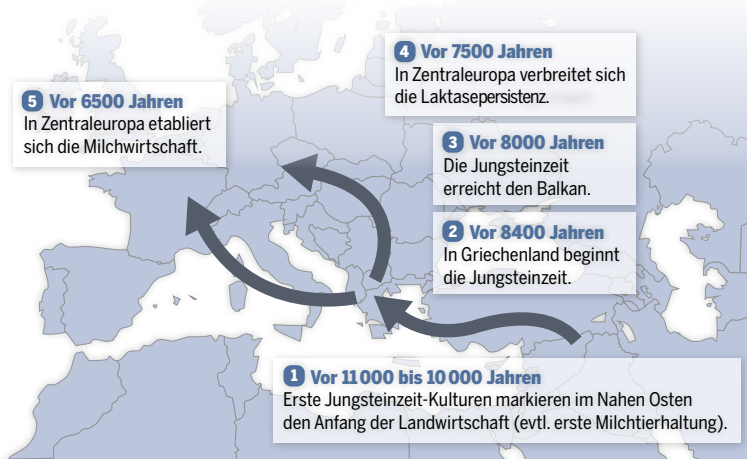 4 Vor 7500 Jahren
In Zentraleuropa verbreitet sich
die Laktasepersistenz.
5 Vor 6500 Jahren
In Zentraleuropa etabliert
sich die Milchwirtschaft.
3 Vor 8000 Jahren
Die Jungsteinzeit
erreicht den Balkan.
2 Vor 8400 Jahren
In Griechenland beginnt
die Jungsteinzeit.
1 Vor 11 000 bis 10 000 Jahren
Erste Jungsteinzeit-Kulturen markieren im Nahen Osten
den Anfang der Landwirtschaft (evtl. erste Milchtierhaltung).